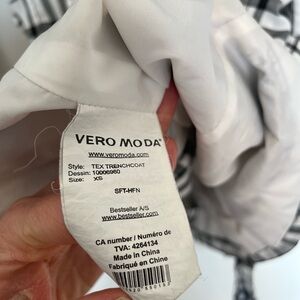 VERO MODA
www.veromoda.com
Style: TEX TRENCHCOAT
Dessin: 10006960
Size: XS
SFT-HFN
Bestseller A/S
www.bestseller.com
CA number / Numéro de
TVA: 4264134
Made in China
Fabriqué en Chine